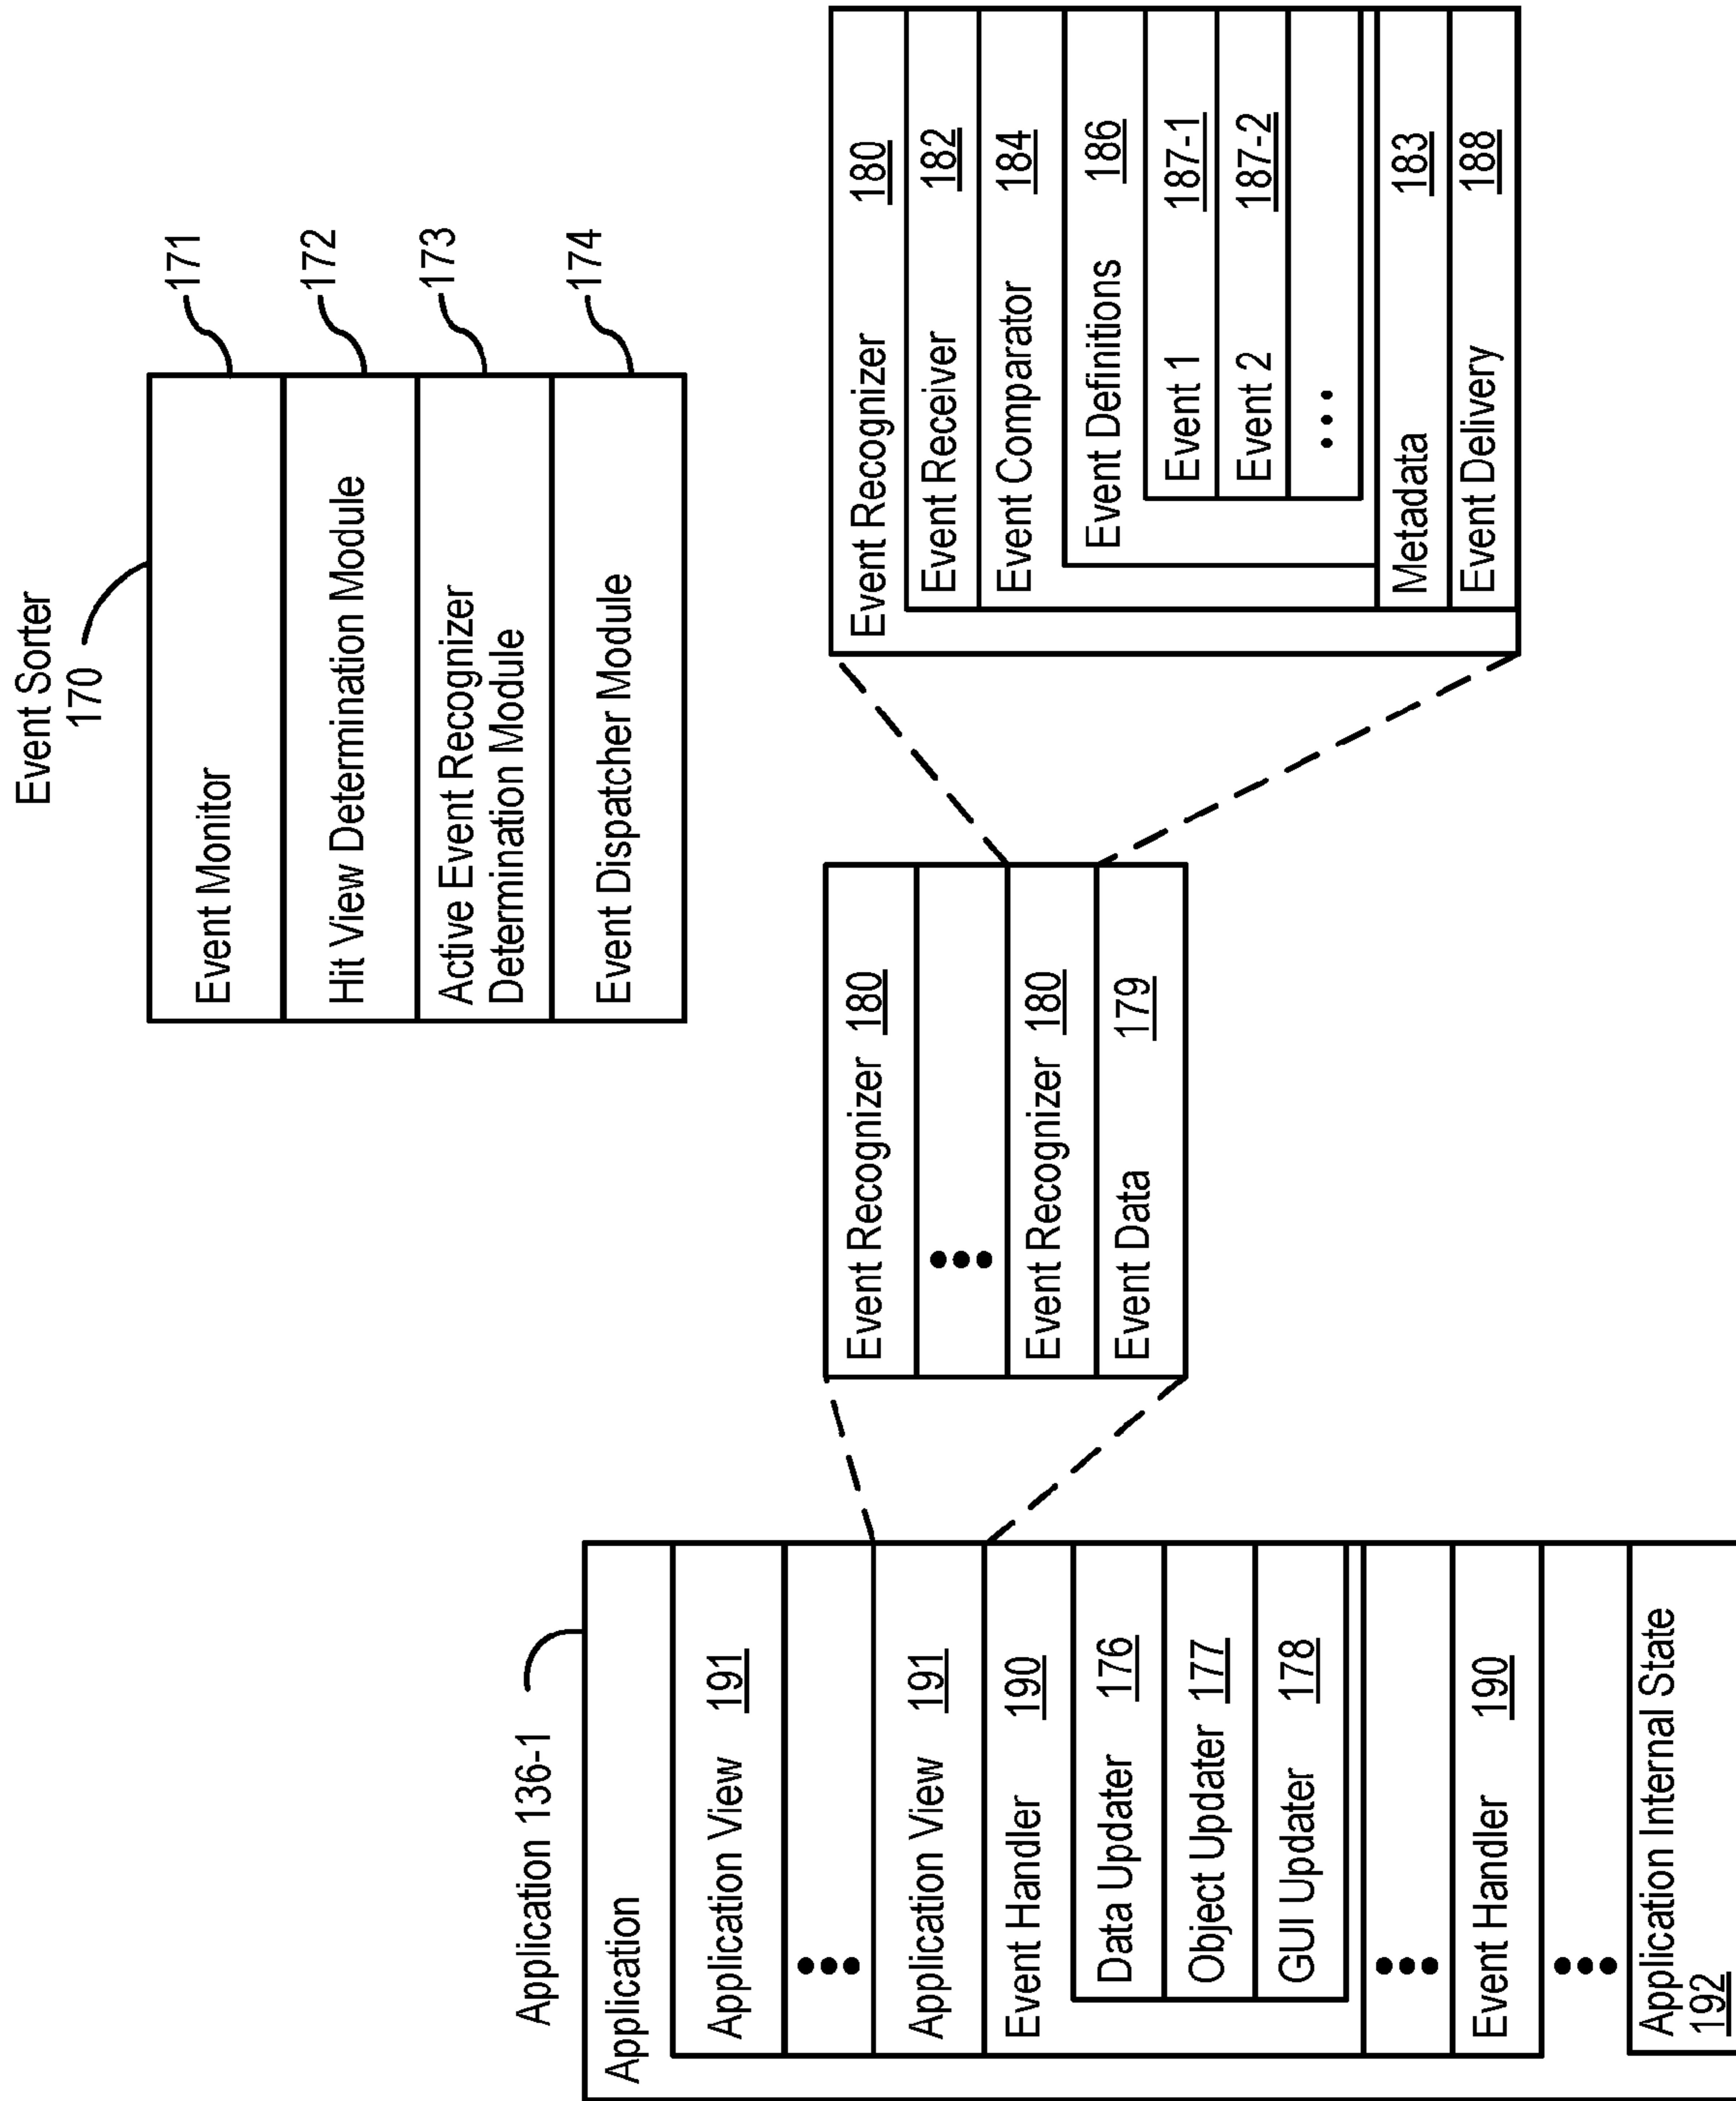 Event Sorter
170
Event Monitor
171
Hit View Determination Module
172
Active Event Recognizer
Determination Module
173
Event Dispatcher Module
174
Application 136-1
Application
Application View 191
•••
Application View 191
Event Handler 190
Data Updater 176
Object Updater 177
GUI Updater 178
•••
Event Handler 190
•••
Application Internal State
192
Event Recognizer 180
•••
Event Recognizer 180
Event Data 179
Event Recognizer 180
Event Receiver 182
Event Comparator 184
Event Definitions 186
Event 1 187-1
Event 2 187-2
•••
Metadata 183
Event Delivery 188